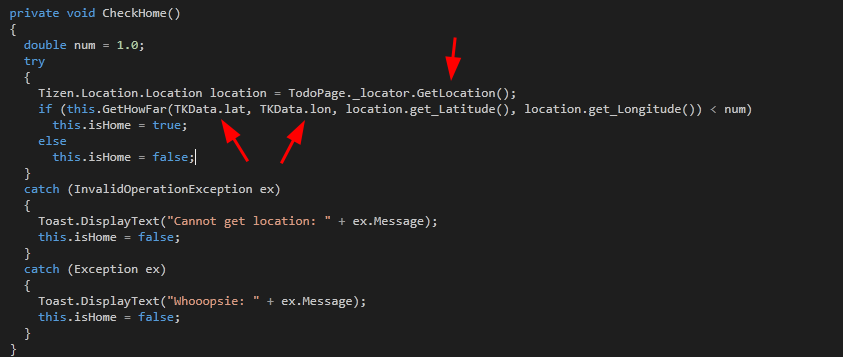 private void CheckHome()
{
  double num = 1.0;
  try
  {
    Tizen.Location.Location location = TodoPage._locator.GetLocation();
    if (this.GetHowFar(TKData.lat, TKData.lon, location.get_Latitude(), location.get_Longitude()) < num)
      this.isHome = true;
    else
      this.isHome = false;
  }
  catch (InvalidOperationException ex)
  {
    Toast.DisplayText("Cannot get location: " + ex.Message);
    this.isHome = false;
  }
  catch (Exception ex)
  {
    Toast.DisplayText("Whooopsie: " + ex.Message);
    this.isHome = false;
  }
}